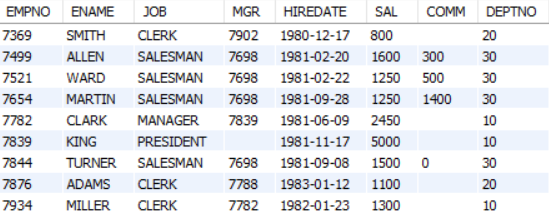 EMPNO ENAME JOB MGR HIREDATE SAL COMM DEPTNO
7369 SMITH CLERK 7902 1980-12-17 800 20
7499 ALLEN SALESMAN 7698 1981-02-20 1600 300 30
7521 WARD SALESMAN 7698 1981-02-22 1250 500 30
7654 MARTIN SALESMAN 7698 1981-09-28 1250 1400 30
7782 CLARK MANAGER 7839 1981-06-09 2450 10
7839 KING PRESIDENT 1981-11-17 5000 10
7844 TURNER SALESMAN 7698 1981-09-08 1500 0 30
7876 ADAMS CLERK 7788 1983-01-12 1100 20
7934 MILLER CLERK 7782 1982-01-23 1300 10